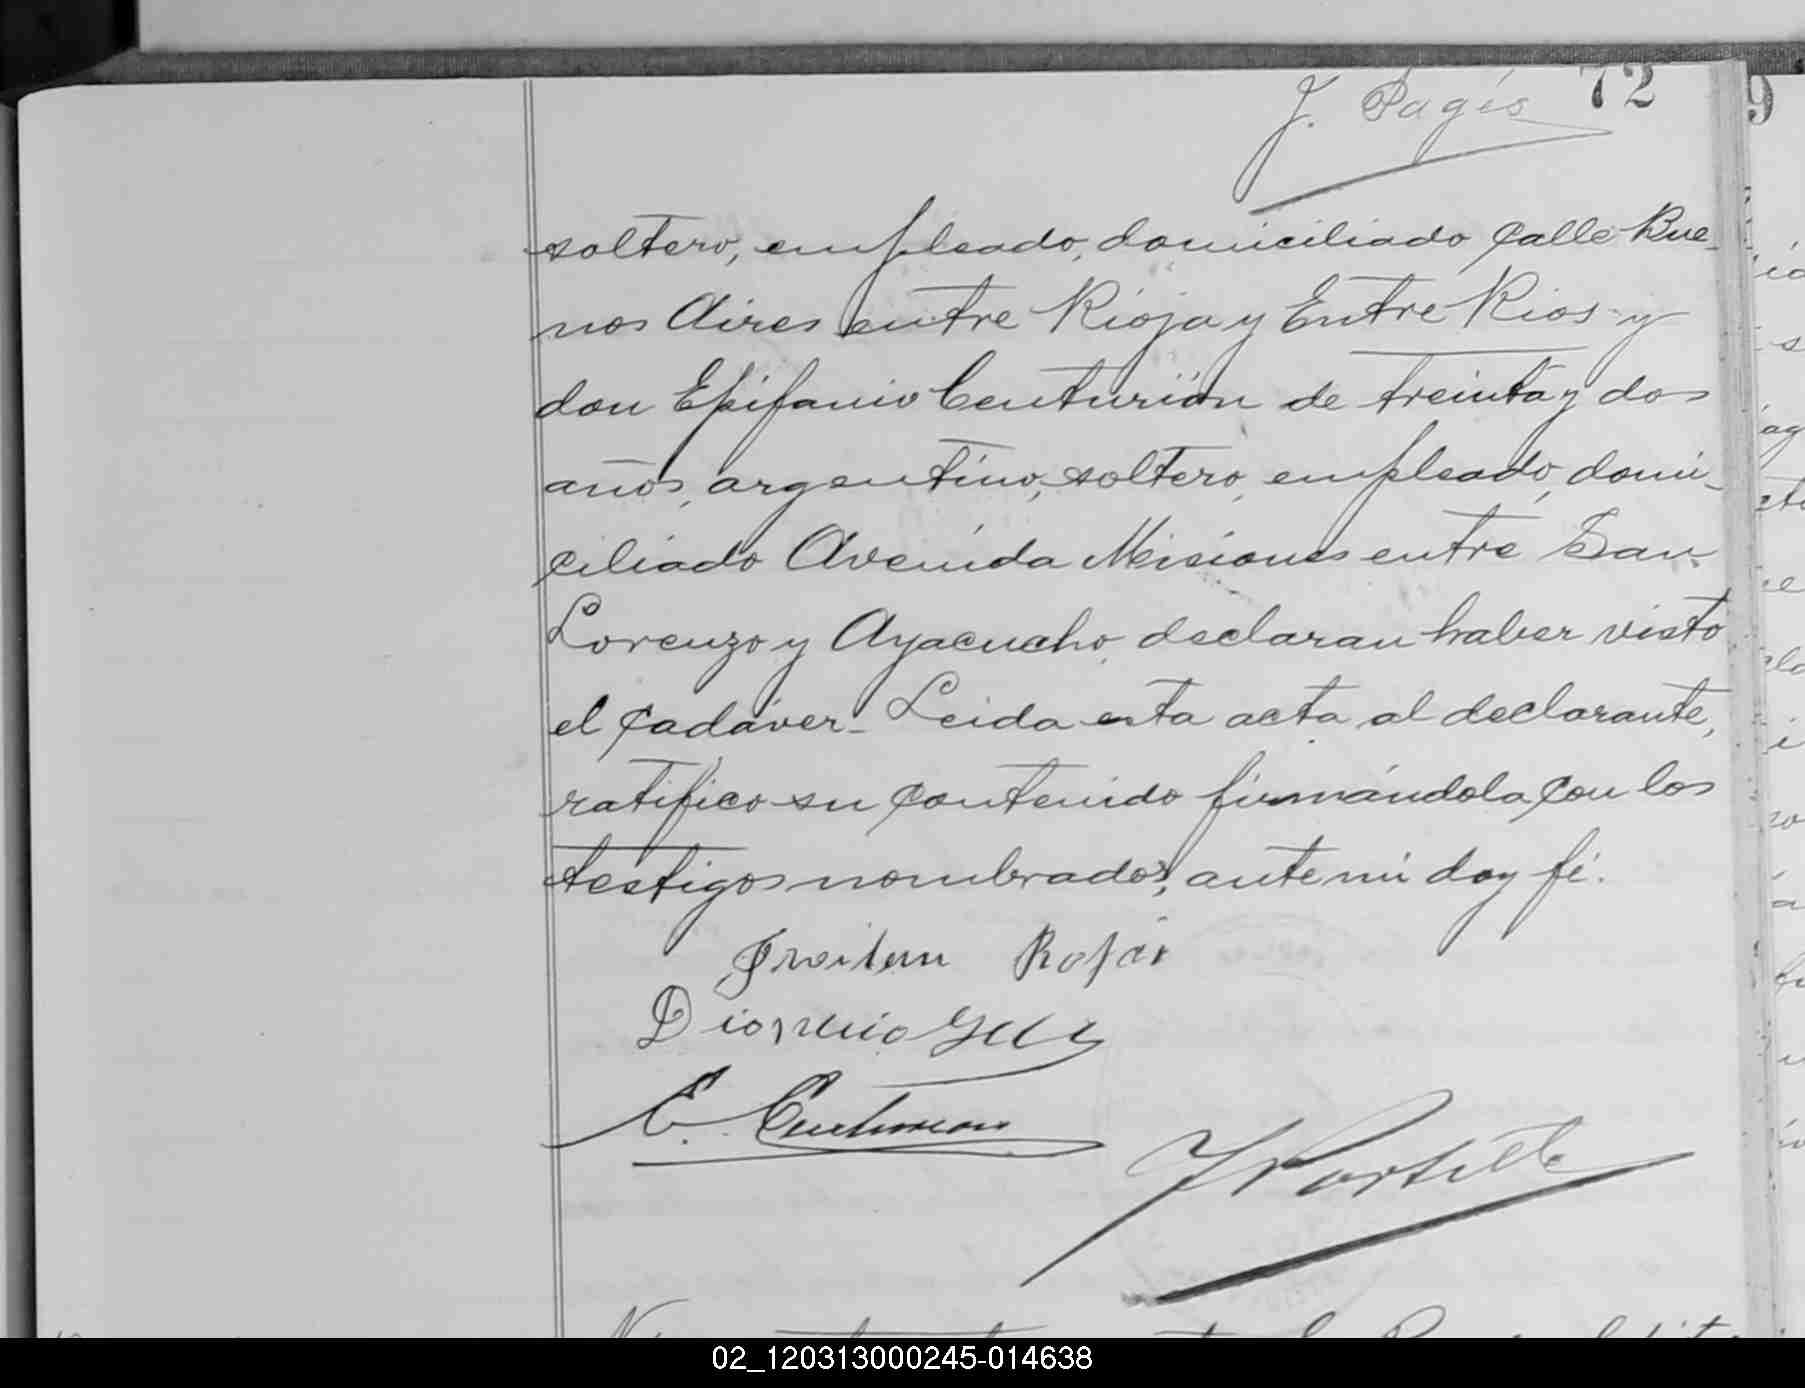 J. Pagés 72
soltero, empleado, domiciliado calle Bue-
nos Aires entre Rioja y Entre Rios y
don Epifanio Centurión de treinta y dos
años, argentino, soltero, empleado, domi-
ciliado Avenida Misiones entre San
Lorenzo y Ayacucho, declaran haber visto
el cadáver - Leida esta acta al declarante,
ratifico su contenido firmándola con los
testigos nombrados, ante mi doy fé.
Rojas
E. Centurion
02_120313000245-014638